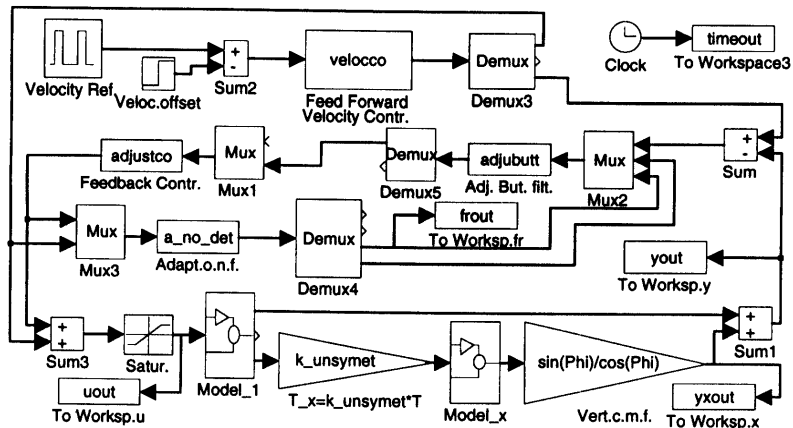 Velocity Ref
Veloc.offset
+
-
Sum2
velocco
Feed Forward
Velocity Contr.
Demux
Demux3
Clock
timeout
To Workspace3
adjustco
Feedback Contr.
Mux
Mux1
Demux
Demux5
adjubutt
Adj. But. filt.
Mux
Mux2
+
-
Sum
Mux
Mux3
a_no_det
Adapt.o.n.f.
Demux
Demux4
frout
To Worksp.fr
yout
To Worksp.y
+
+
Sum3
Satur.
uout
To Worksp.u
Model_1
k_unsymet
T_x=k_unsymet*T
Model_x
sin(Phi)/cos(Phi)
Vert.c.m.f.
+
+
Sum1
yxout
To Worksp.x